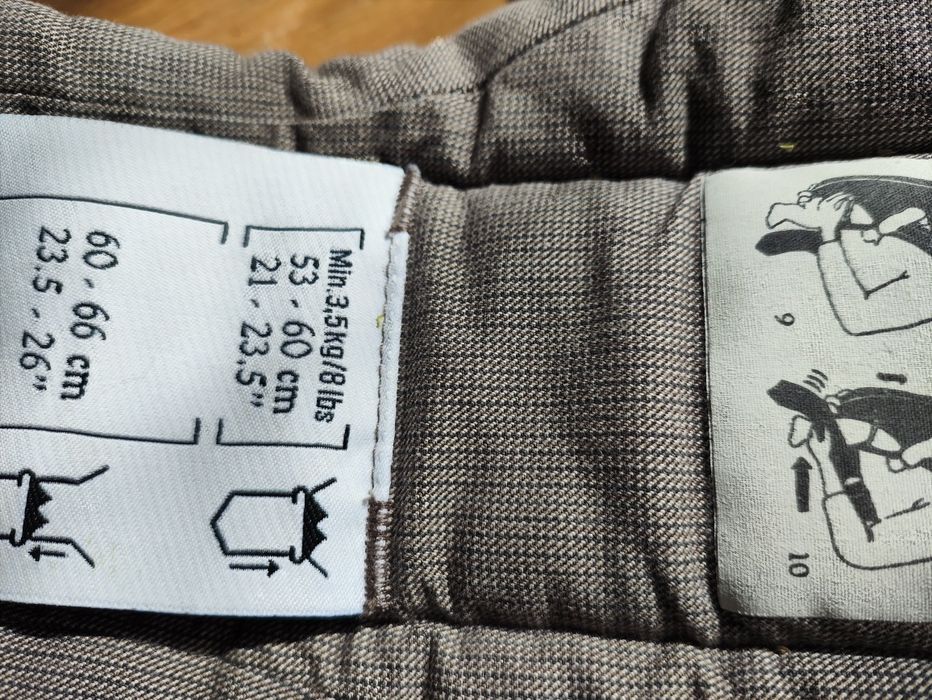 Min.3,5kg/8lbs
53 - 60 cm
21 - 23.5"
60 - 66 cm
23.5 - 26"
9
10